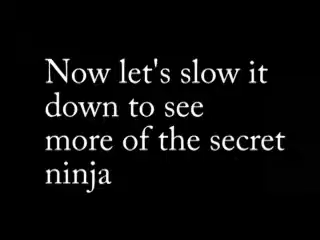 Now let's slow it
down to see
more of the secret
ninja